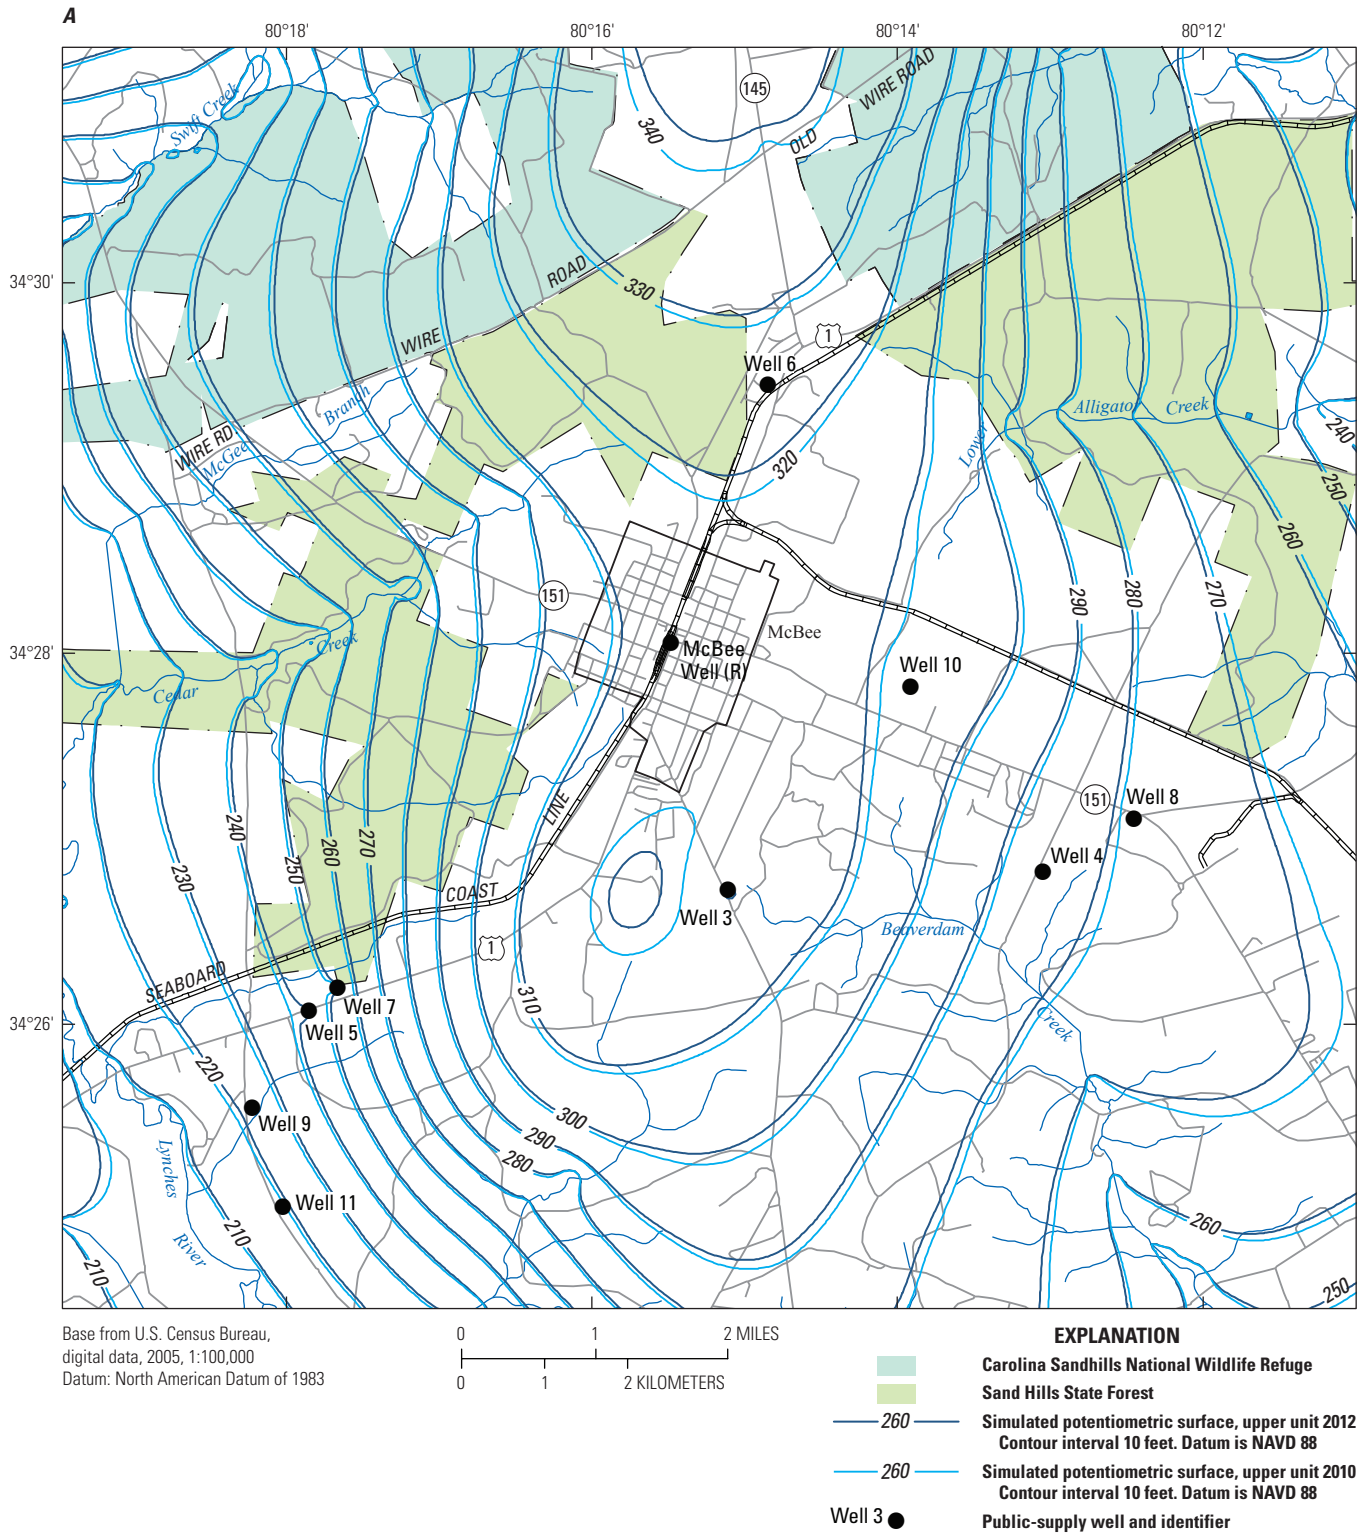 A
80°18'
80°16'
80°14'
80°12'
Swift Creek
145
WIRE ROAD
OLD
340
34°30'
ROAD
330
WIRE
1
Well 6
Branch
Alligator
Creek
240
WIRE RD
McGee
Lower
320
250
260
151
290
280
270
McBee
34°28'
McBee
Well (R)
Creek
Well 10
Cedar
LINE
151
Well 8
240
250
260
270
Well 4
230
COAST
Well 3
Beaverdam
1
SEABOARD
310
Well 7
34°26'
Well 5
Creek
220
Well 9
300
290
280
Lynches
Well 11
210
260
River
210
250
Base from U.S. Census Bureau,
digital data, 2005, 1:100,000
Datum: North American Datum of 1983
0 1 2 MILES
0 1 2 KILOMETERS
EXPLANATION
Carolina Sandhills National Wildlife Refuge
Sand Hills State Forest
260 Simulated potentiometric surface, upper unit 2012
Contour interval 10 feet. Datum is NAVD 88
260 Simulated potentiometric surface, upper unit 2010
Contour interval 10 feet. Datum is NAVD 88
Well 3 Public-supply well and identifier